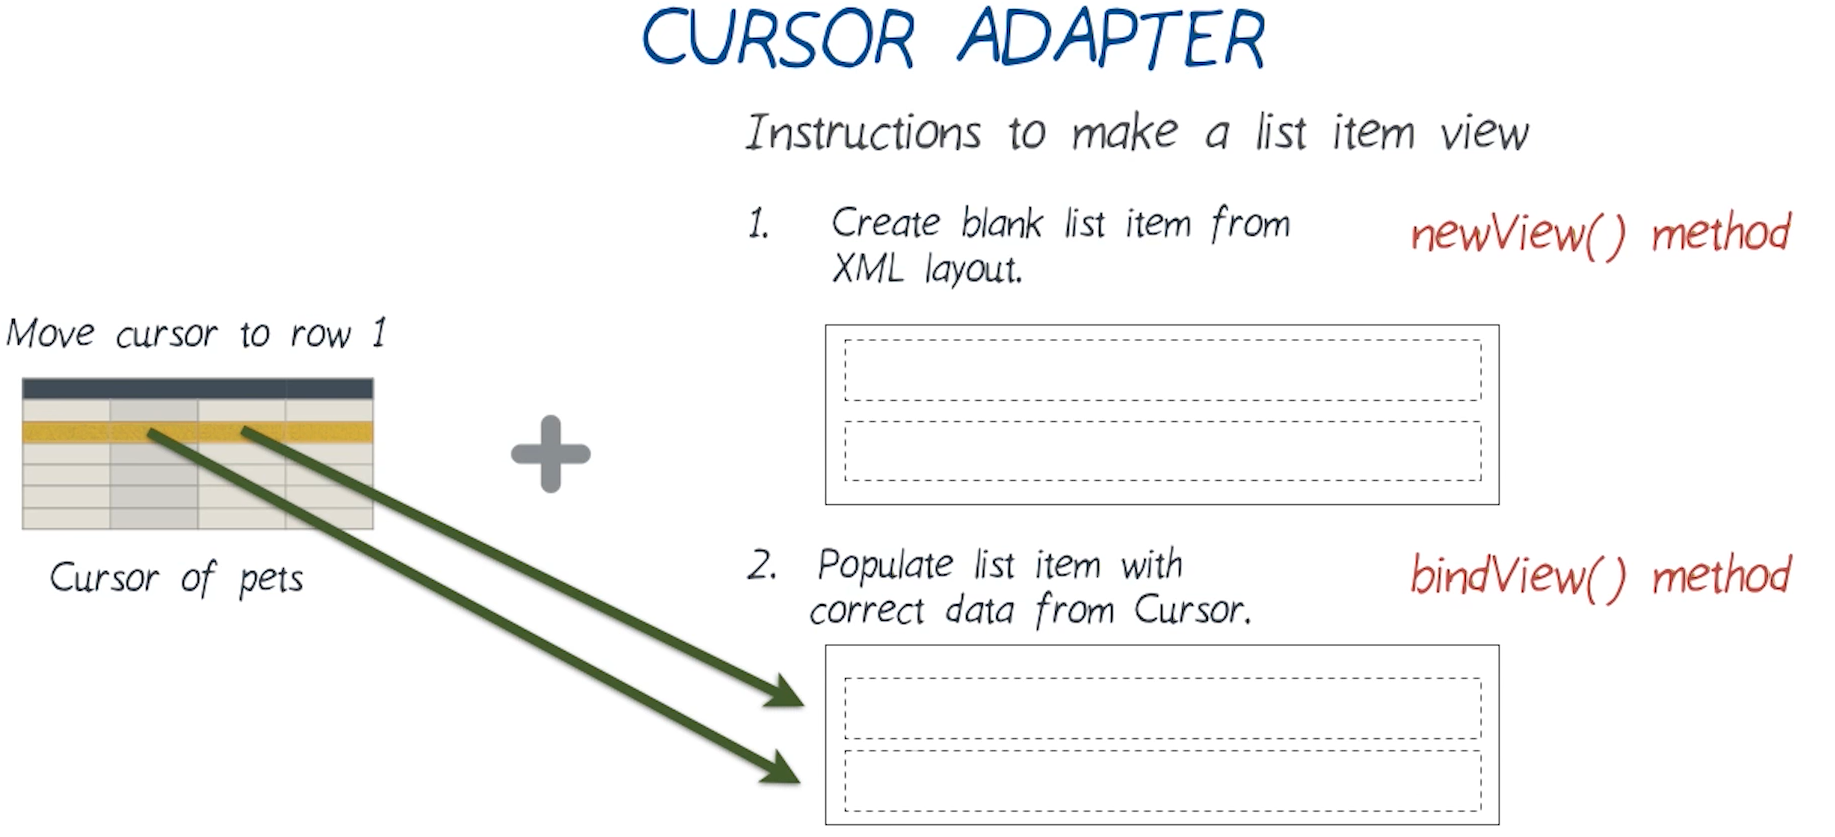 CURSOR ADAPTER
Instructions to make a list item view
1. Create blank list item from
XML layout.
newView() method
Move cursor to row 1
Cursor of pets
2. Populate list item with
correct data from Cursor.
bindView() method